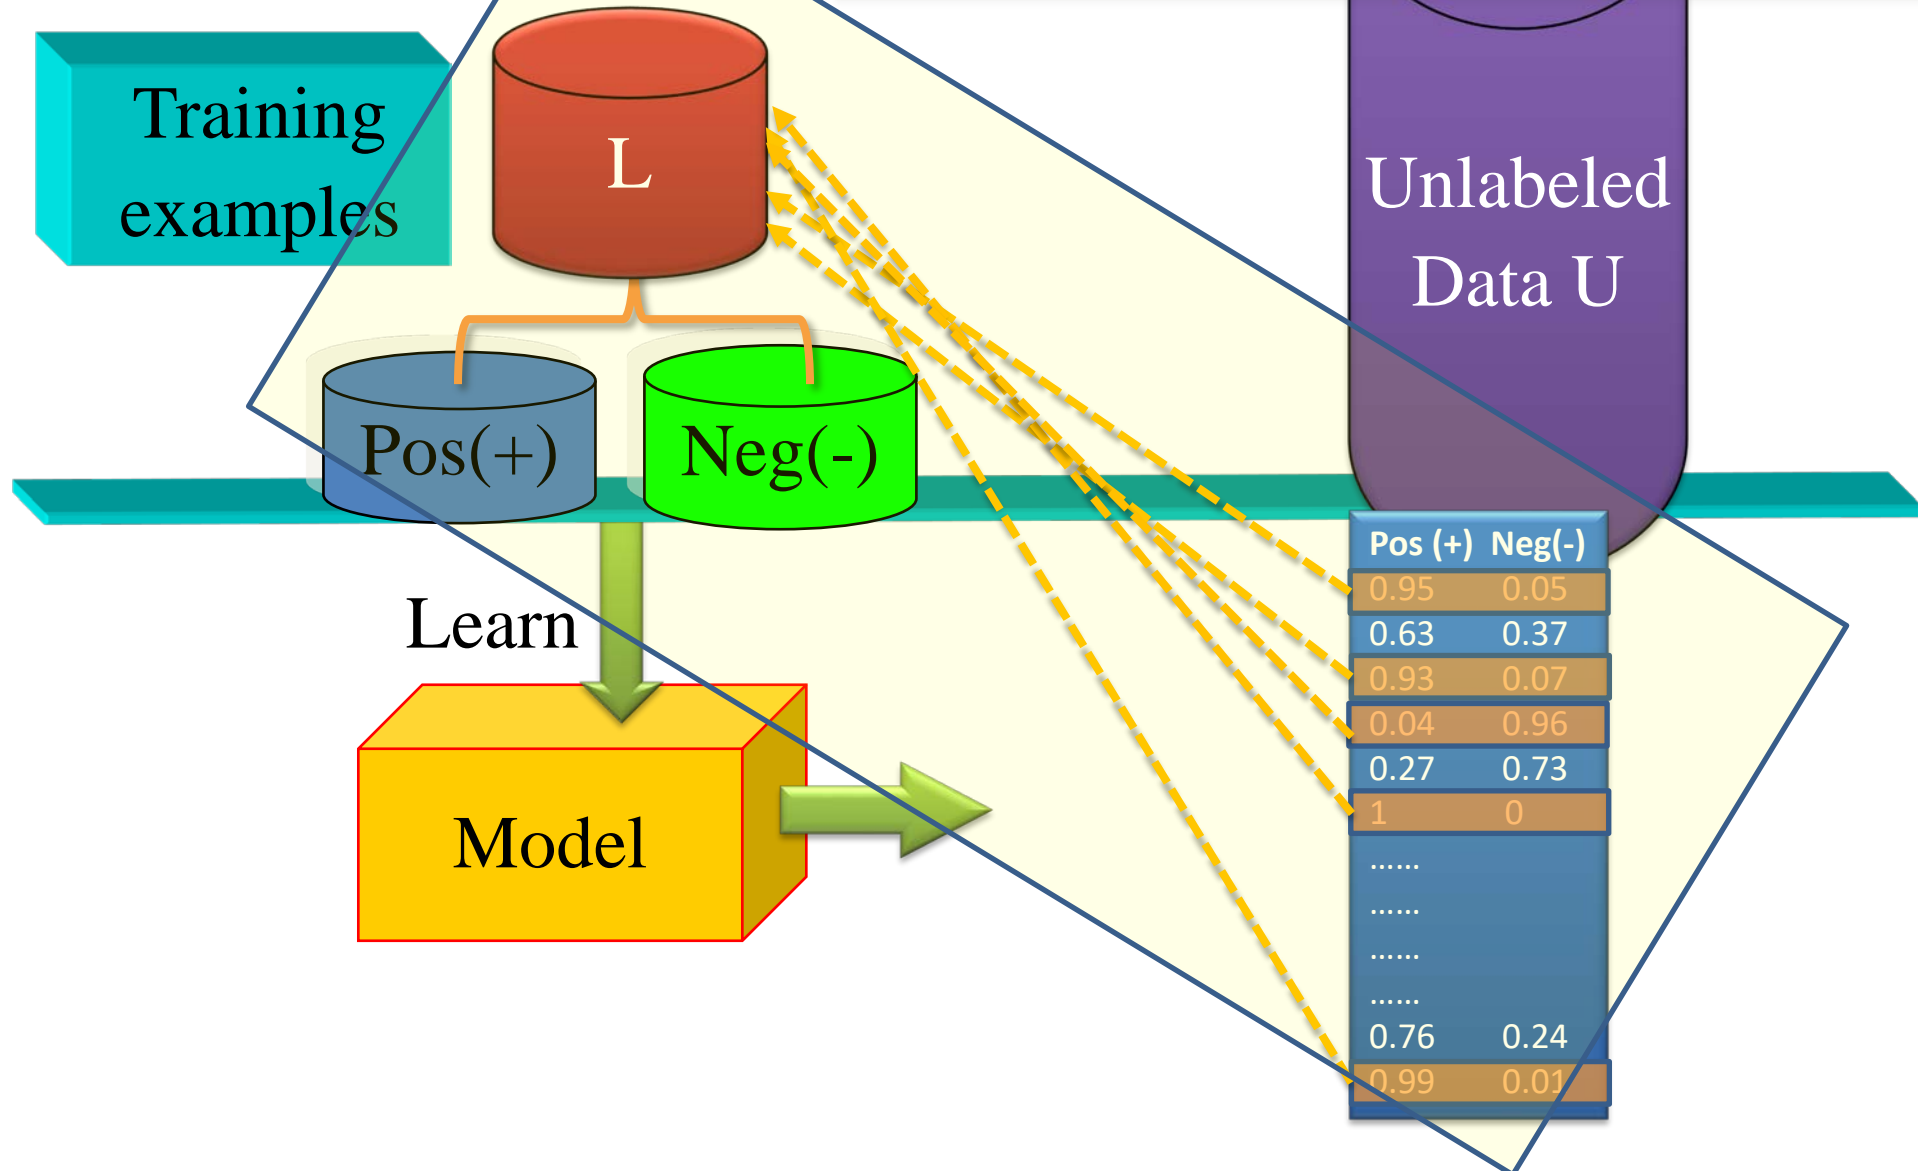 Training
examples
L
Unlabeled
Data U
Pos(+)
Neg(-)
Learn
Model
Pos (+) Neg(-)
0.95 0.05
0.63 0.37
0.93 0.07
0.04 0.96
0.27 0.73
1 0
......
......
......
......
0.76 0.24
0.99 0.01